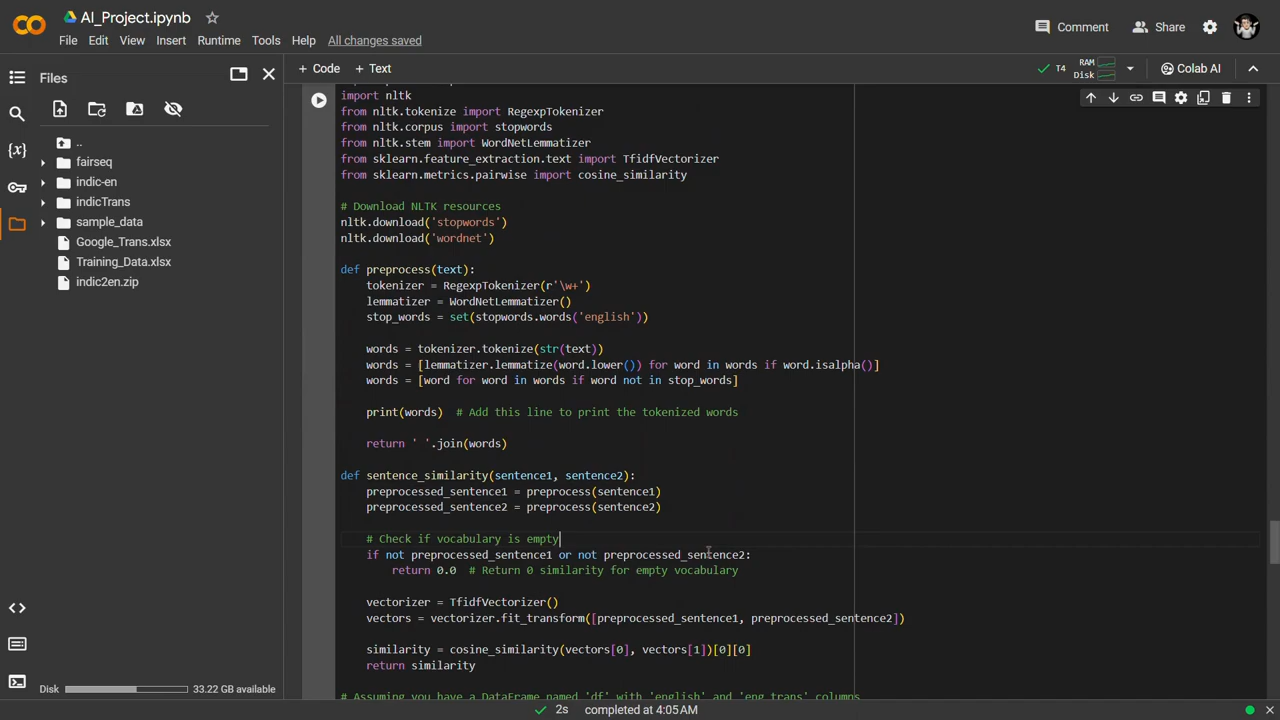 AI_Project.ipynb
Comment
Share
File Edit View Insert Runtime Tools Help All changes saved
Files
+ Code + Text
T4 RAM Disk
Colab AI
..
fairseq
indic-en
indicTrans
sample_data
Google_Trans.xlsx
Training_Data.xlsx
indic2en.zip
import nltk
from nltk.tokenize import RegexpTokenizer
from nltk.corpus import stopwords
from nltk.stem import WordNetLemmatizer
from sklearn.feature_extraction.text import TfidfVectorizer
from sklearn.metrics.pairwise import cosine_similarity
# Download NLTK resources
nltk.download('stopwords')
nltk.download('wordnet')
def preprocess(text):
tokenizer = RegexpTokenizer(r'\w+')
lemmatizer = WordNetLemmatizer()
stop_words = set(stopwords.words('english'))
words = tokenizer.tokenize(str(text))
words = [lemmatizer.lemmatize(word.lower()) for word in words if word.isalpha()]
words = [word for word in words if word not in stop_words]
print(words)  # Add this line to print the tokenized words
return ' '.join(words)
def sentence_similarity(sentence1, sentence2):
preprocessed_sentence1 = preprocess(sentence1)
preprocessed_sentence2 = preprocess(sentence2)
# Check if vocabulary is empty
if not preprocessed_sentence1 or not preprocessed_sentence2:
return 0.0  # Return 0 similarity for empty vocabulary
vectorizer = TfidfVectorizer()
vectors = vectorizer.fit_transform([preprocessed_sentence1, preprocessed_sentence2])
similarity = cosine_similarity(vectors[0], vectors[1])[0][0]
return similarity
# Assuming you have a DataFrame named 'df' with 'english' and 'eng_trans' columns
Disk 33.22 GB available
2s completed at 4:05AM